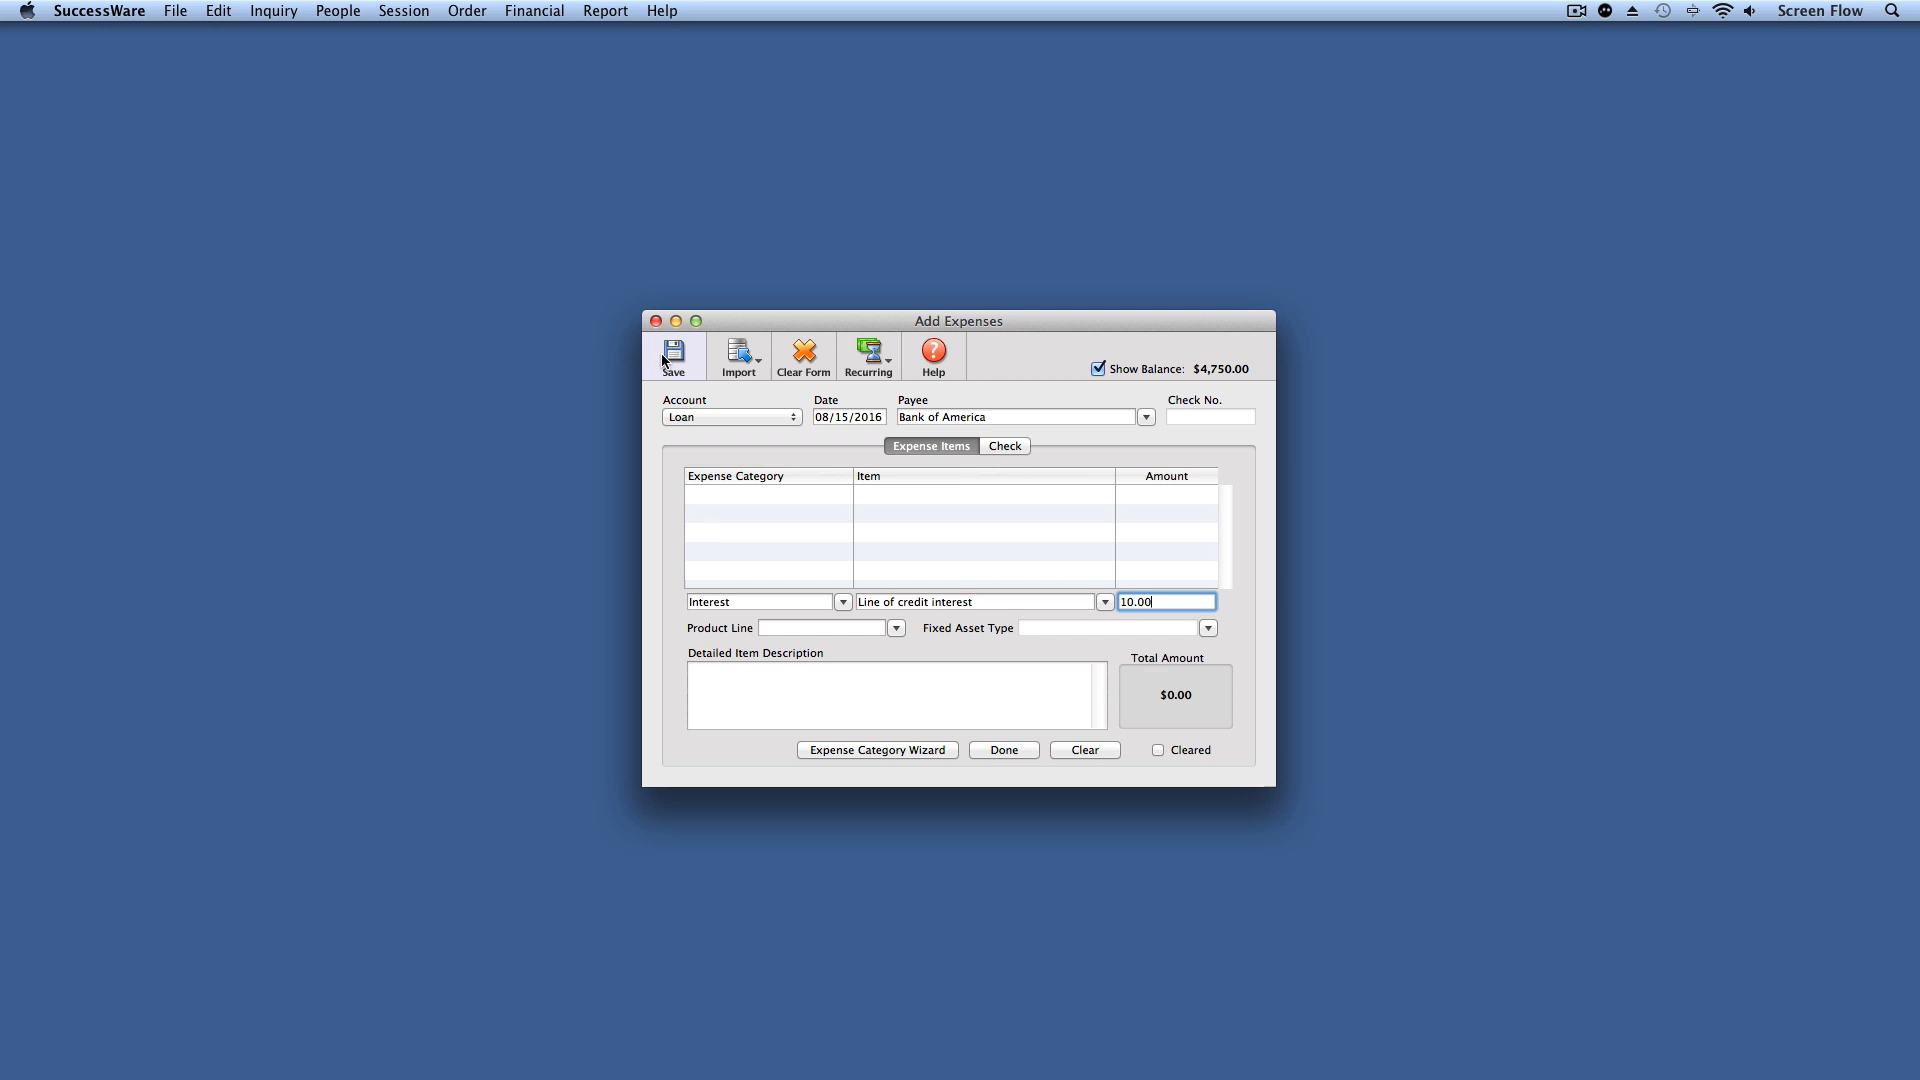 SuccessWare File Edit Inquiry People Session Order Financial Report Help Screen Flow
Add Expenses
Save Import Clear Form Recurring Help
Show Balance: $4,750.00
Account Date Payee Check No.
Loan 08/15/2016 Bank of America
Expense Items Check
Expense Category Item Amount
Interest Line of credit interest 10.00
Product Line Fixed Asset Type
Detailed Item Description
Total Amount
$0.00
Expense Category Wizard Done Clear Cleared